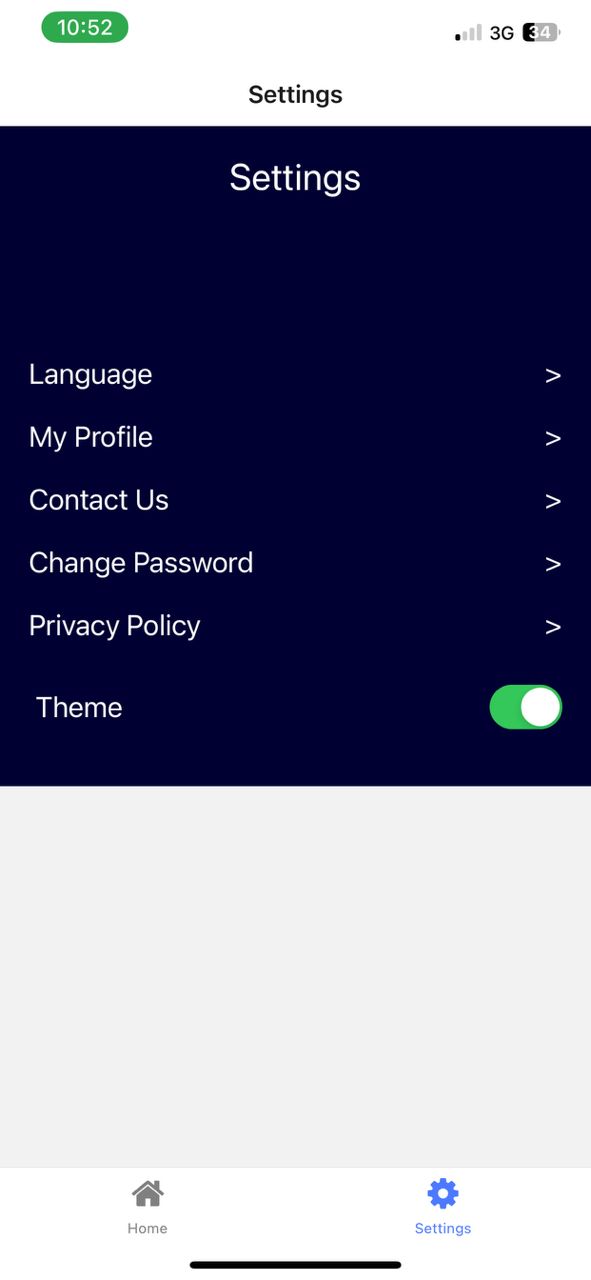 10:52
3G 34
Settings
Settings
Language >
My Profile >
Contact Us >
Change Password >
Privacy Policy >
Theme
Home Settings